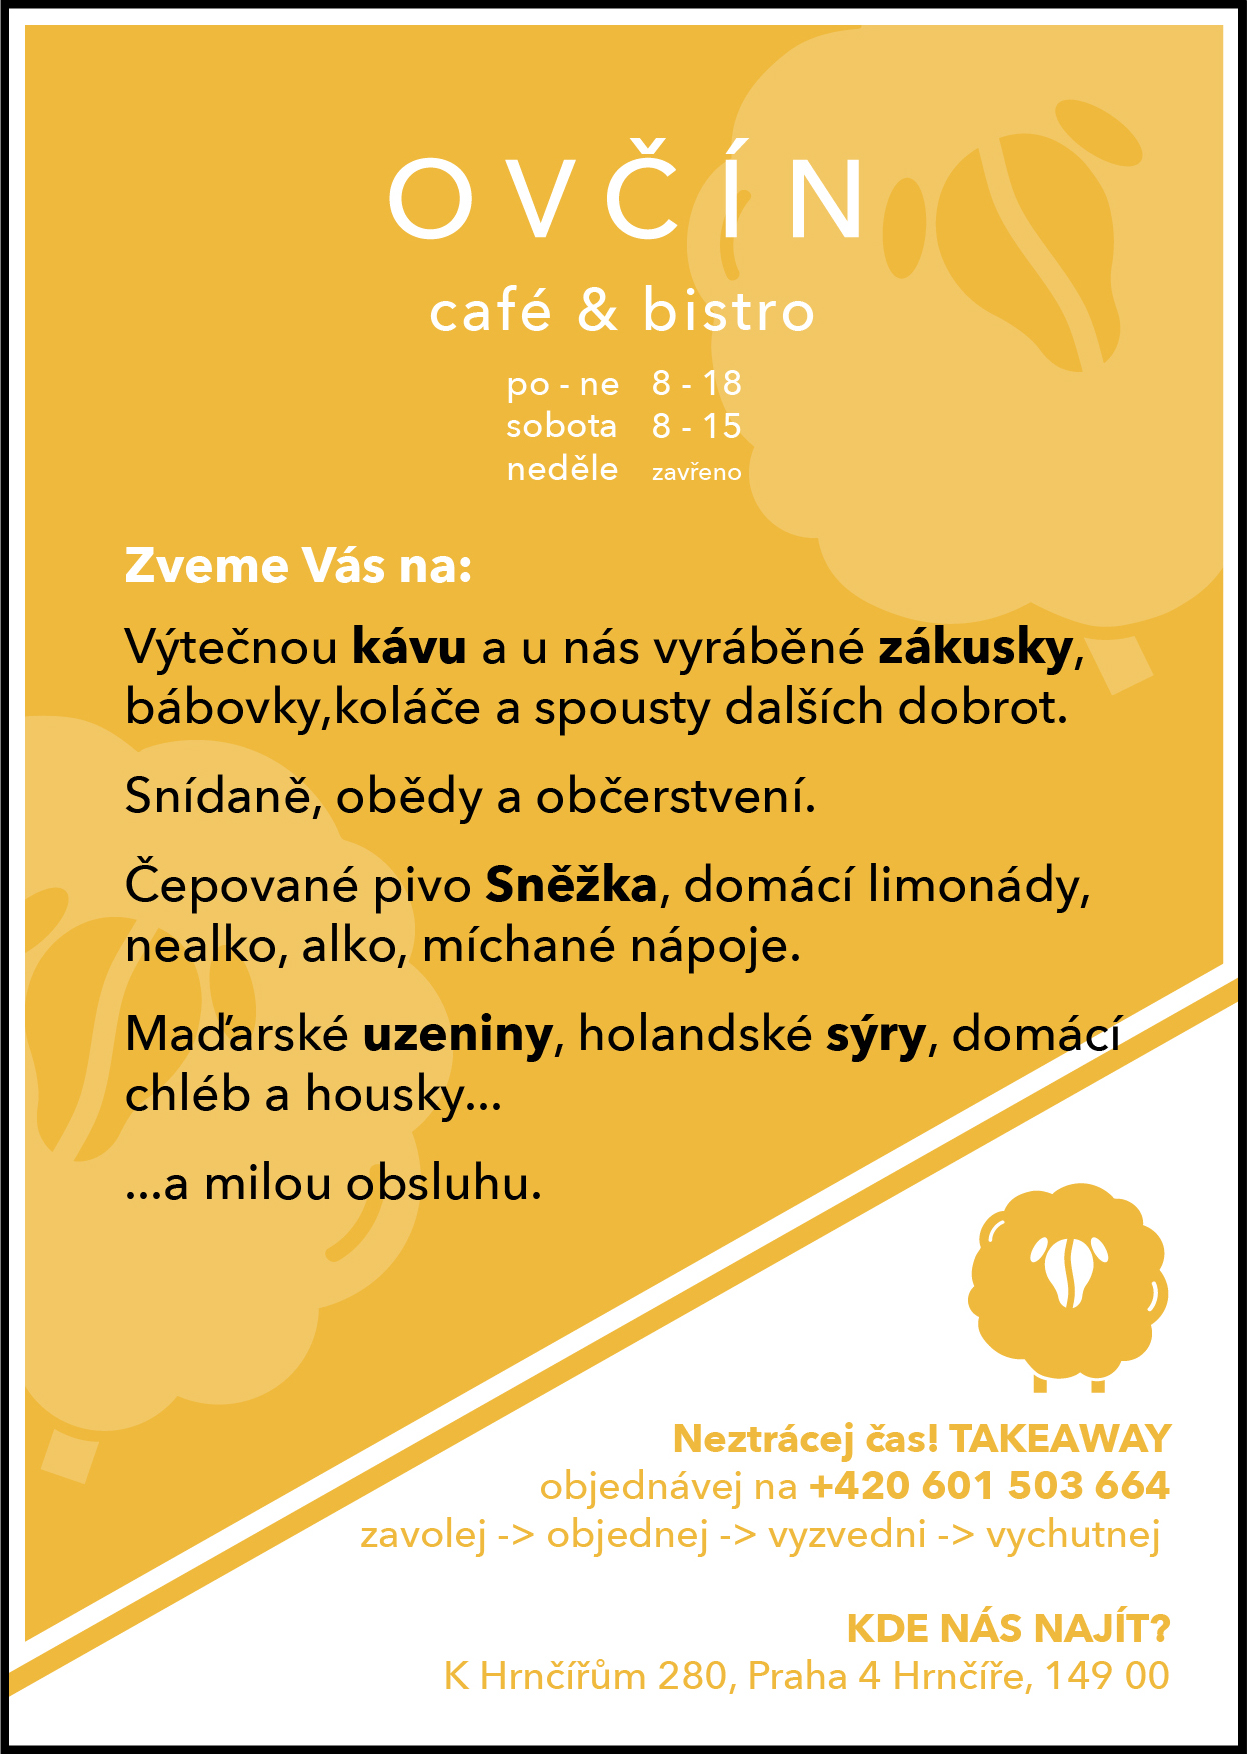 OVČÍN
café & bistro
po - ne 8 - 18
sobota 8 - 15
neděle zavřeno
Zveme Vás na:
Výtečnou kávu a u nás vyráběné zákusky,
bábovky,koláče a spousty dalších dobrot.
Snídaně, obědy a občerstvení.
Čepované pivo Sněžka, domácí limonády,
nealko, alko, míchané nápoje.
Maďarské uzeniny, holandské sýry, domácí
chléb a housky...
...a milou obsluhu.
Neztrácej čas! TAKEAWAY
objednávej na +420 601 503 664
zavolej -> objednej -> vyzvedni -> vychutnej
KDE NÁS NAJÍT?
K Hrnčířům 280, Praha 4 Hrnčíře, 149 00